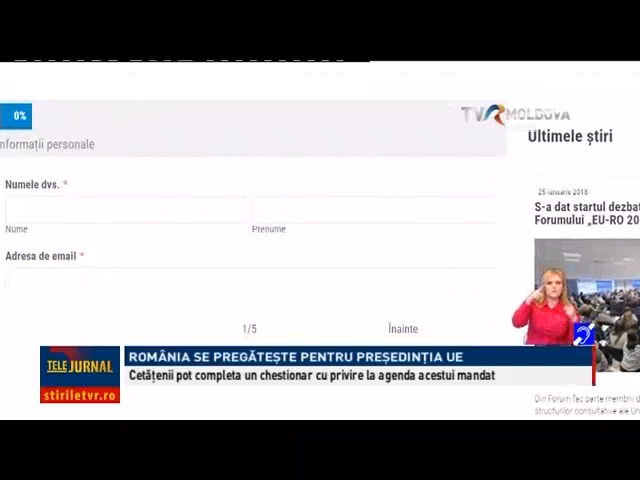 0%
TVR MOLDOVA
Ultimele știri
nformații personale
Numele dvs. *
25 ianuarie 2018
S-a dat startul dezbat
Forumului „EU-RO 20
Nume
Prenume
Adresa de email *
1/5
Înainte
TELE JURNAL
stiriletvr.ro
ROMÂNIA SE PREGĂTEȘTE PENTRU PREȘEDINȚIA UE
Cetățenii pot completa un chestionar cu privire la agenda acestui mandat
Din Forum fac parte membrii d
structurilor consultative ale Un